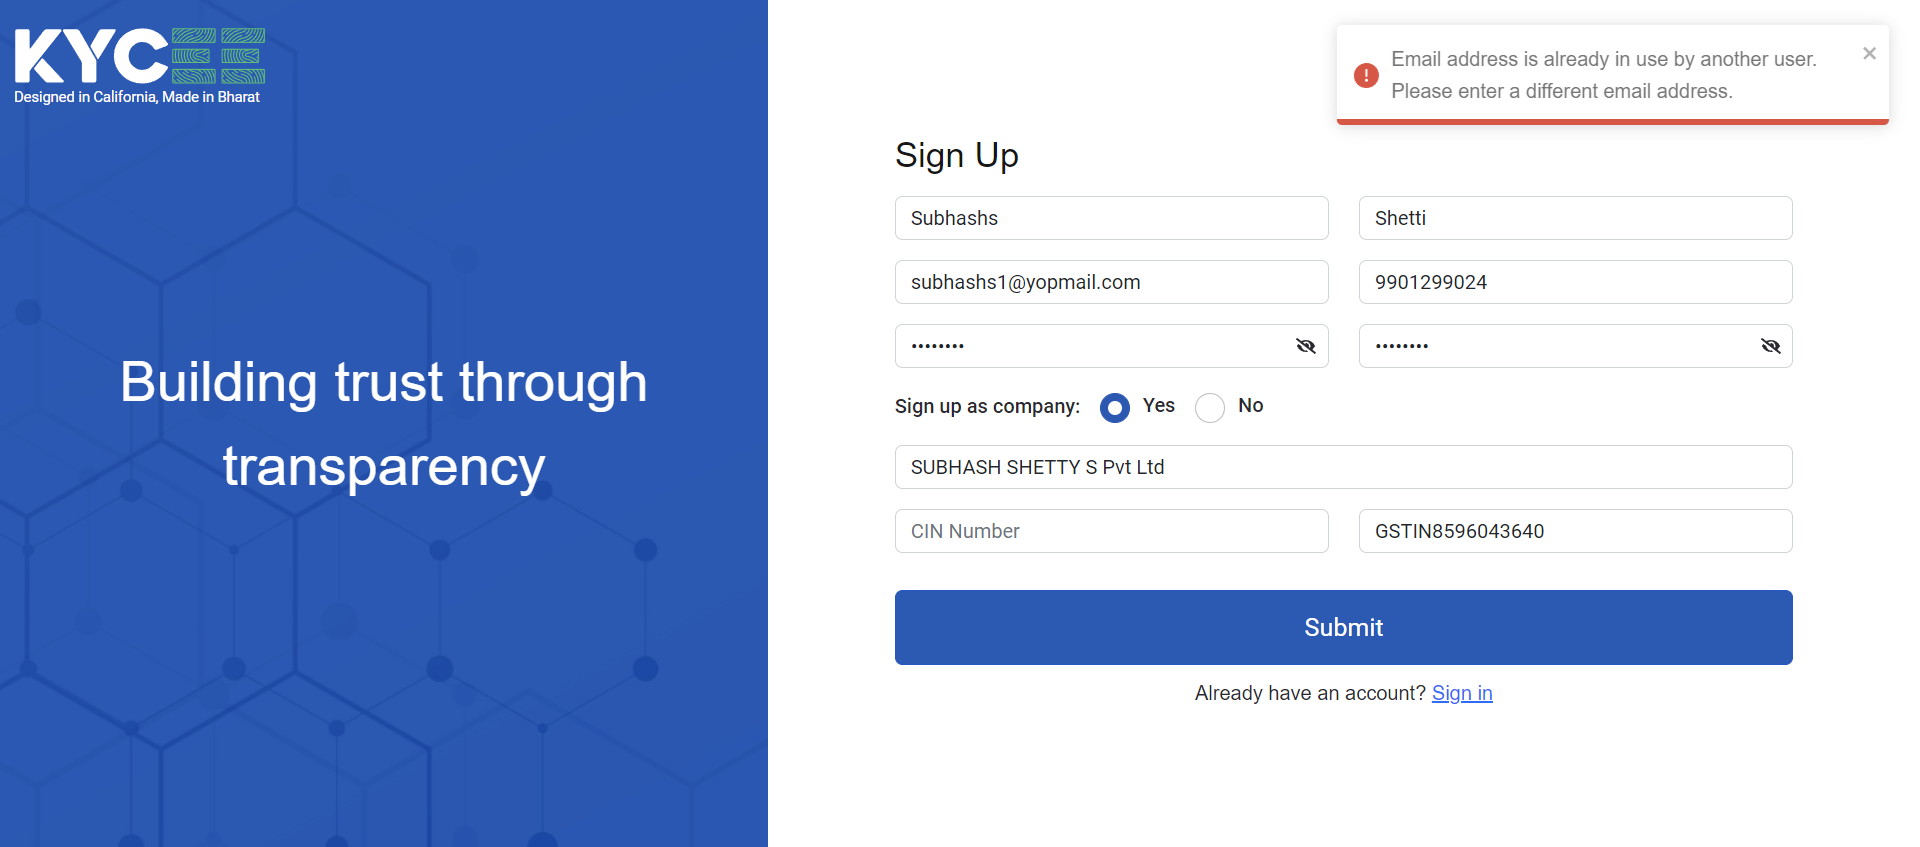 KYCEE
Designed in California, Made in Bharat
Building trust through
transparency
Email address is already in use by another user.
Please enter a different email address.
Sign Up
Subhashs
Shetti
subhashs1@yopmail.com
9901299024
••••••••
••••••••
Sign up as company: Yes No
SUBHASH SHETTY S Pvt Ltd
CIN Number
GSTIN8596043640
Submit
Already have an account? Sign in